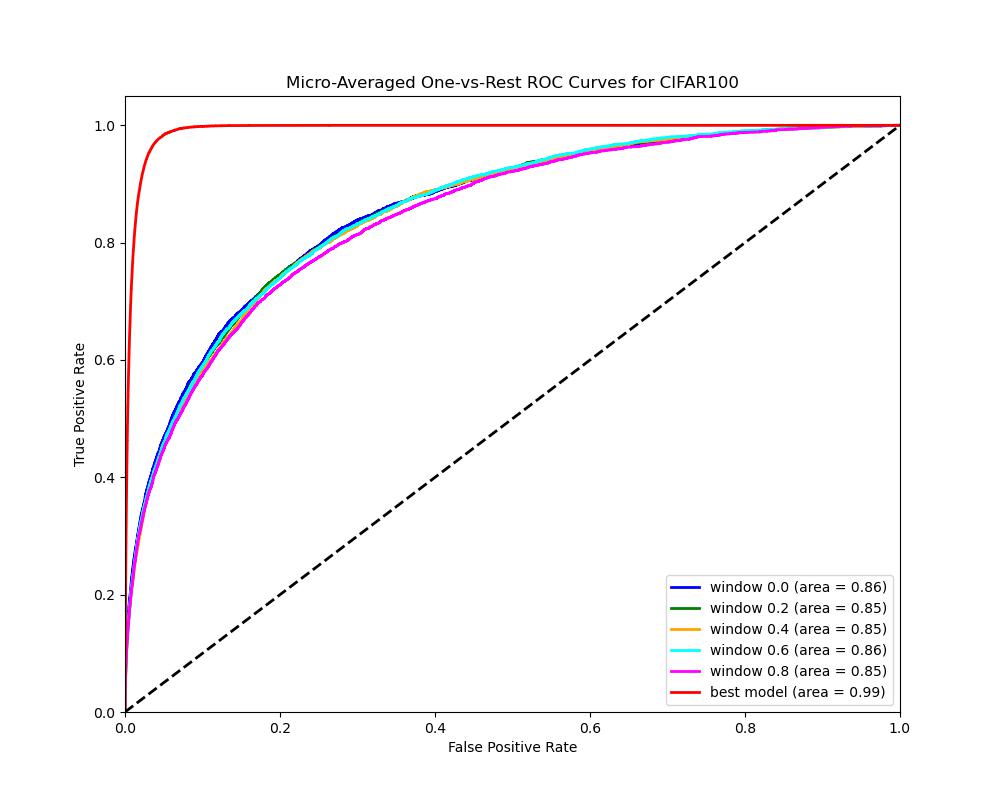 Micro-Averaged One-vs-Rest ROC Curves for CIFAR100
1.0
0.8
0.6
0.4
0.2
0.0
True Positive Rate
window 0.0 (area = 0.86)
window 0.2 (area = 0.85)
window 0.4 (area = 0.85)
window 0.6 (area = 0.86)
window 0.8 (area = 0.85)
best model (area = 0.99)
0.0 0.2 0.4 0.6 0.8 1.0
False Positive Rate